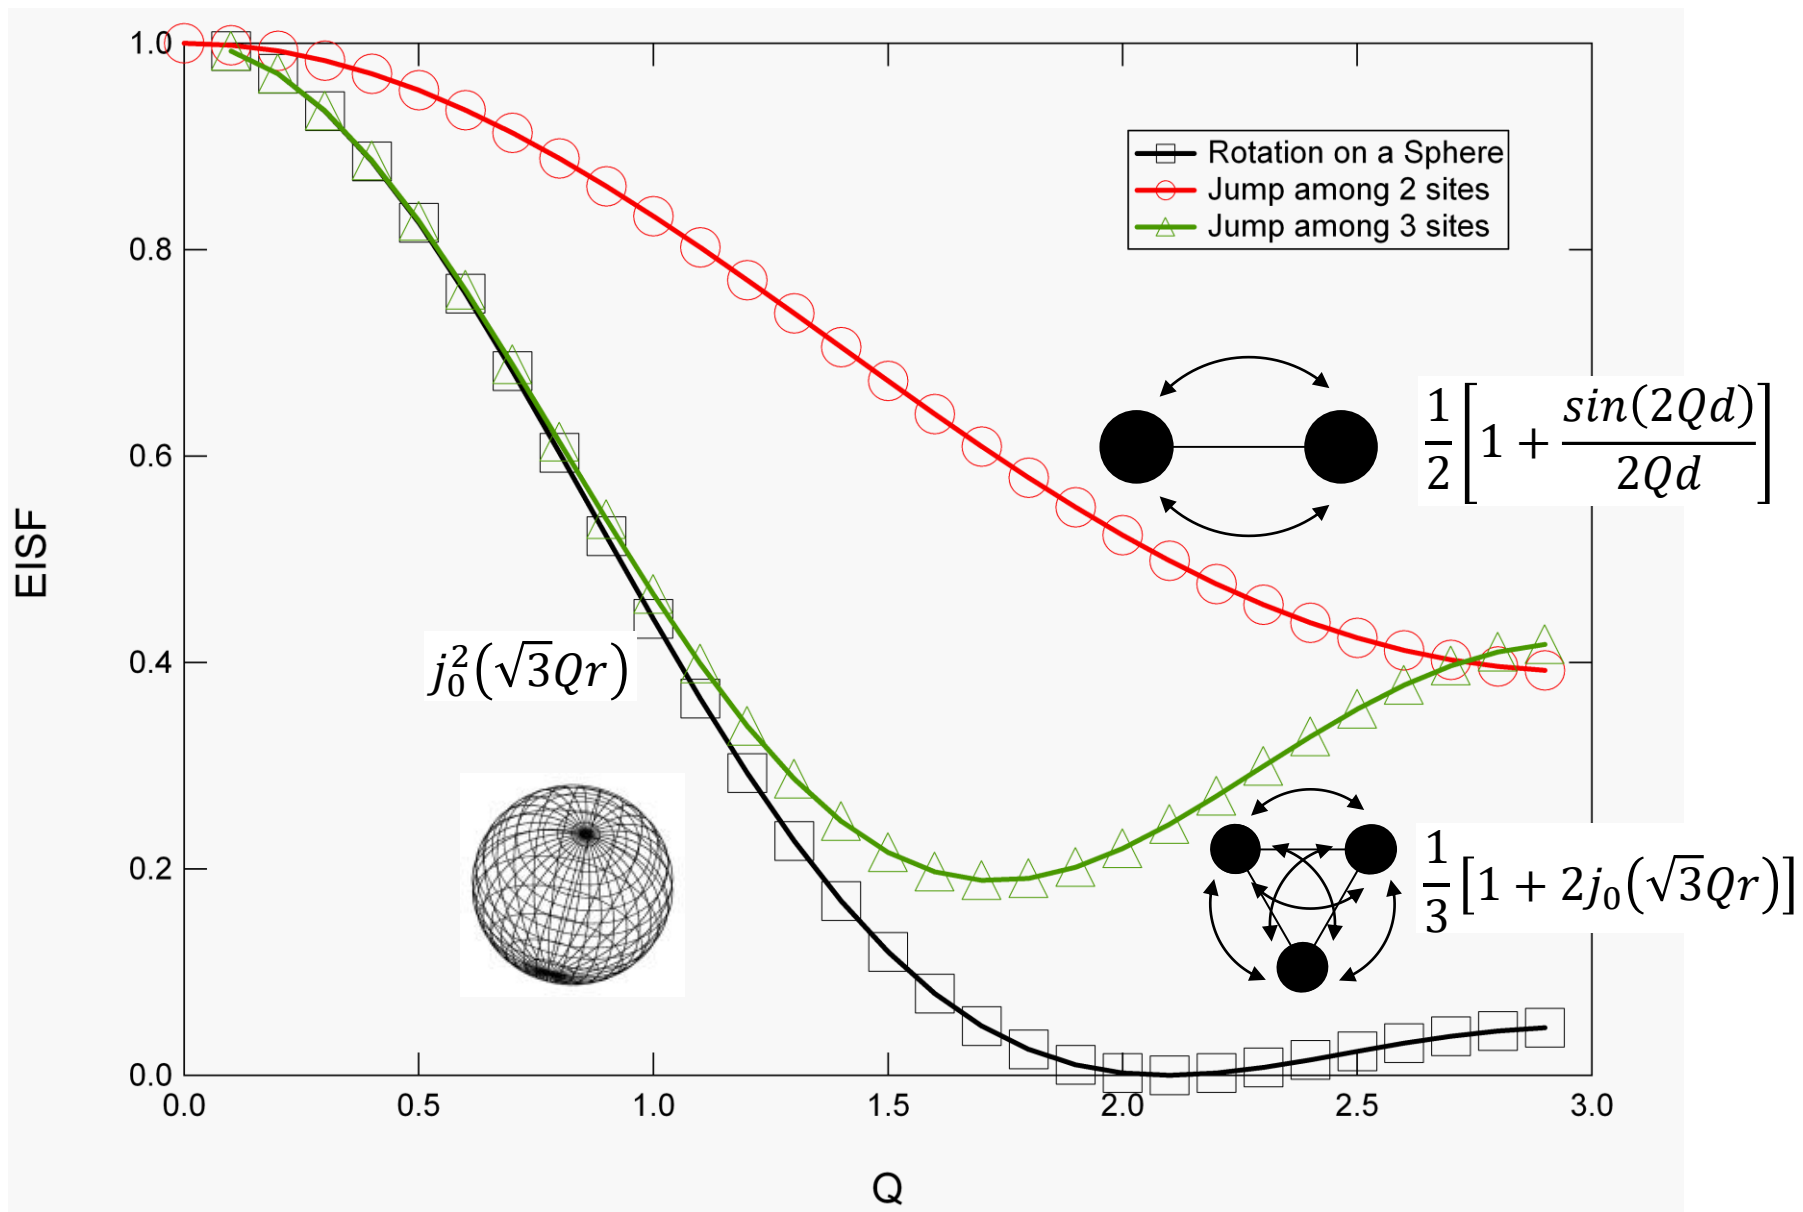 1.0
0.8
0.6
0.4
0.2
0.0
EISF
0.0 0.5 1.0 1.5 2.0 2.5 3.0
Q
Rotation on a Sphere
Jump among 2 sites
Jump among 3 sites
1/2 [1 + sin(2Qd)/2Qd]
j₀²(√3Qr)
1/3 [1 + 2j₀(√3Qr)]